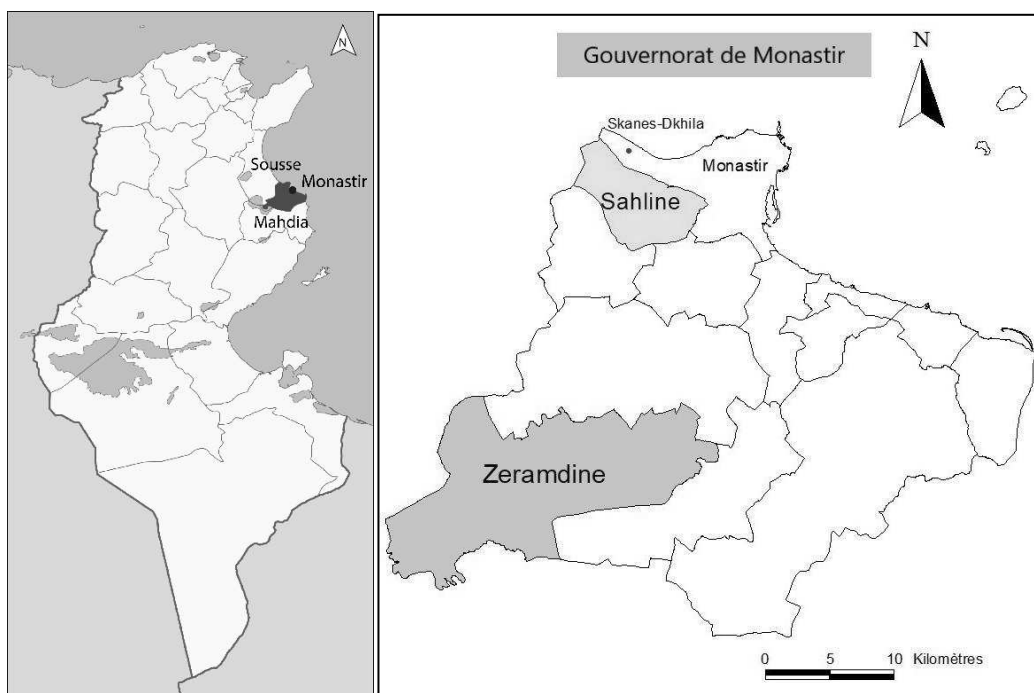 N
Sousse
Monastir
Mahdia
Gouvernorat de Monastir
N
Skanes-Dkhila
Monastir
Sahline
Zeramdine
0 5 10 Kilomètres